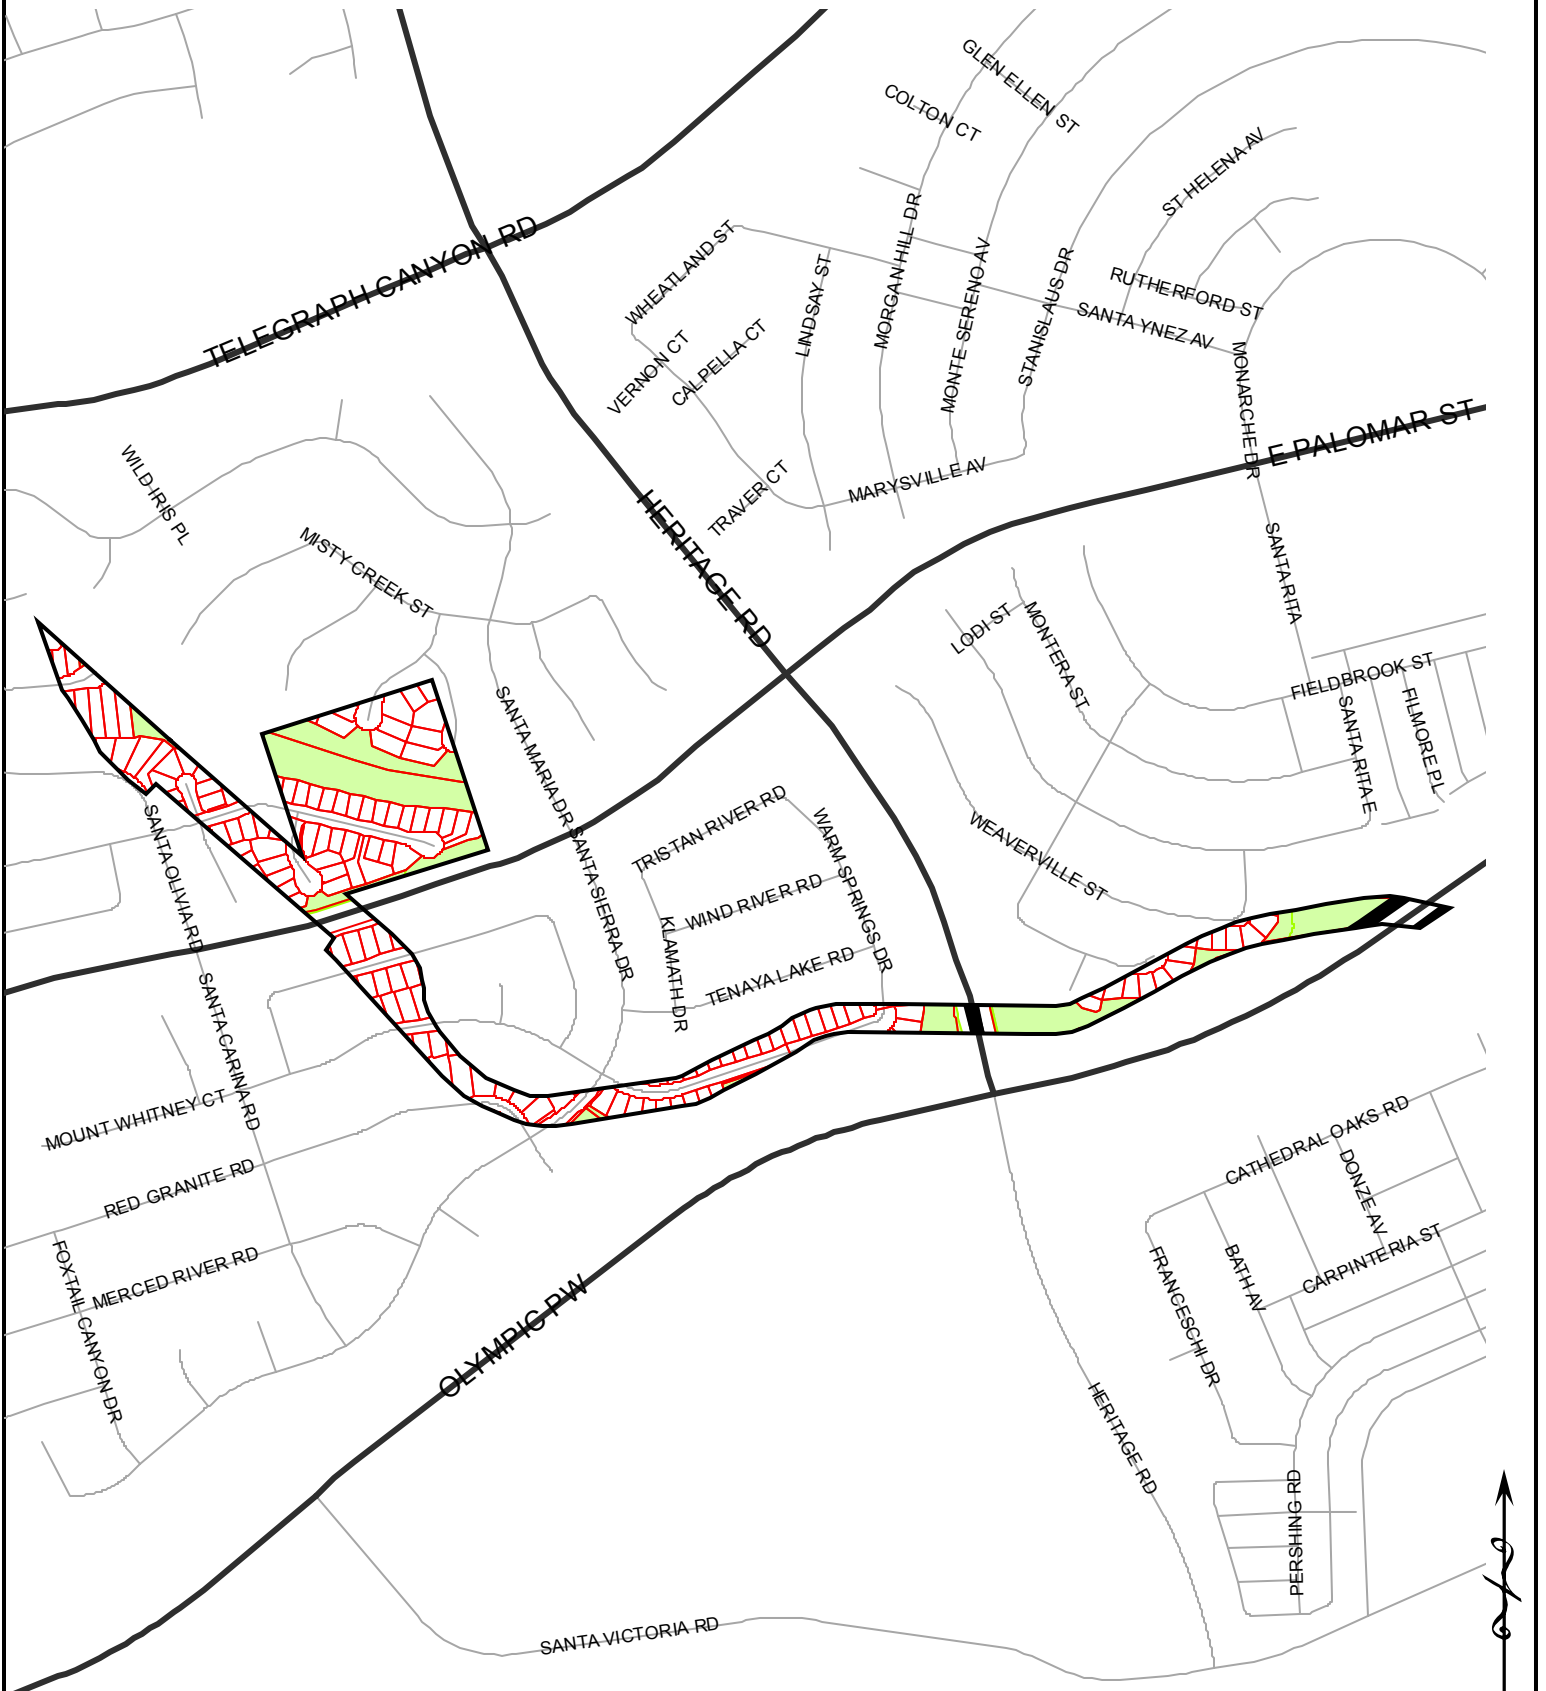 GLEN ELLEN ST
COLTON CT
ST HELENA AV
TELEGRAPH CANYON RD
WHEATLAND ST
LINDSAY ST
MORGAN HILL DR
MONTE SERENO AV
STANISLAUS DR
RUTHERFORD ST
SANTA YNEZ AV
VERNON CT
CALPELLA CT
MONARCHE DR
E PALOMAR ST
WILD IRIS PL
TRAVER CT
MARYSVILLE AV
HERITAGE RD
MISTY CREEK ST
SANTA RITA
LODI ST
MONTERA ST
FIELDBROOK ST
SANTA RITA E
FILMORE PL
SANTA MARIA DR
SANTA OLIVIA RD
TRISTAN RIVER RD
WARM SPRINGS DR
WEAVERVILLE ST
SANTA SIERRA DR
WIND RIVER RD
KLAMATH DR
TENAYA LAKE RD
SANTA CARINA RD
MOUNT WHITNEY CT
RED GRANITE RD
CATHEDRAL OAKS RD
DONZE AV
FOXTAIL CANYON DR
MERCED RIVER RD
FRANCESCHI DR
BATH AV
CARPINTERIA ST
OLYMPIC PW
HERITAGE RD
PERSHING RD
SANTA VICTORIA RD